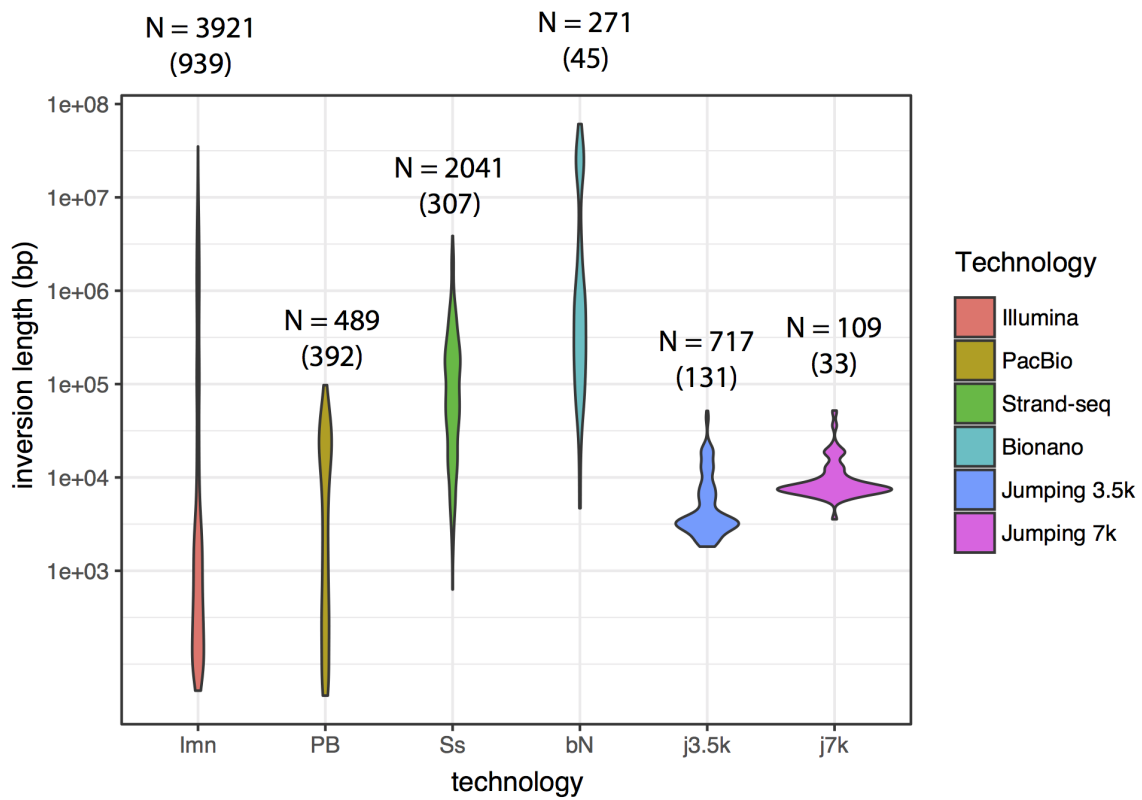 N = 3921
(939)
N = 271
(45)
N = 2041
(307)
N = 489
(392)
N = 717
(131)
N = 109
(33)
1e+08
1e+07
1e+06
1e+05
1e+04
1e+03
inversion length (bp)
Imn
PB
Ss
bN
j3.5k
j7k
technology
Technology
Illumina
PacBio
Strand-seq
Bionano
Jumping 3.5k
Jumping 7k